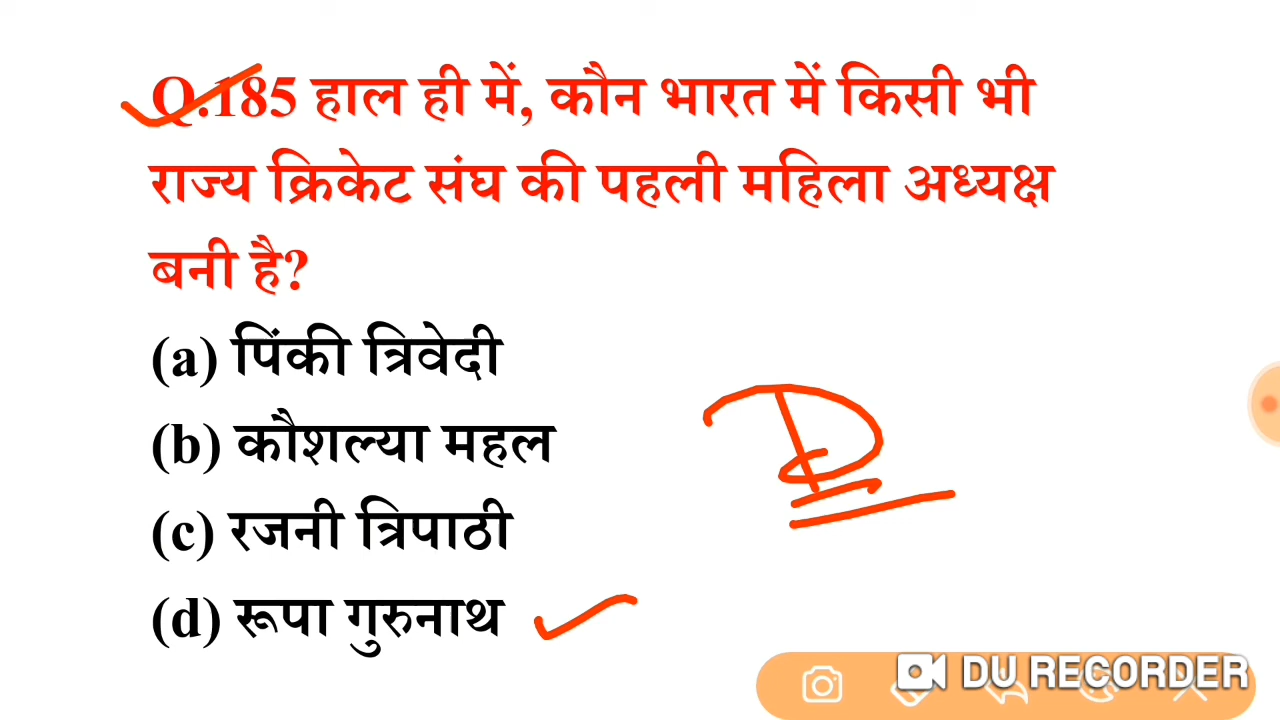 Q.185 हाल ही में, कौन भारत में किसी भी
राज्य क्रिकेट संघ की पहली महिला अध्यक्ष
बनी है?
(a) पिंकी त्रिवेदी
(b) कौशल्या महल
(c) रजनी त्रिपाठी
(d) रूपा गुरुनाथ
D
DU RECORDER